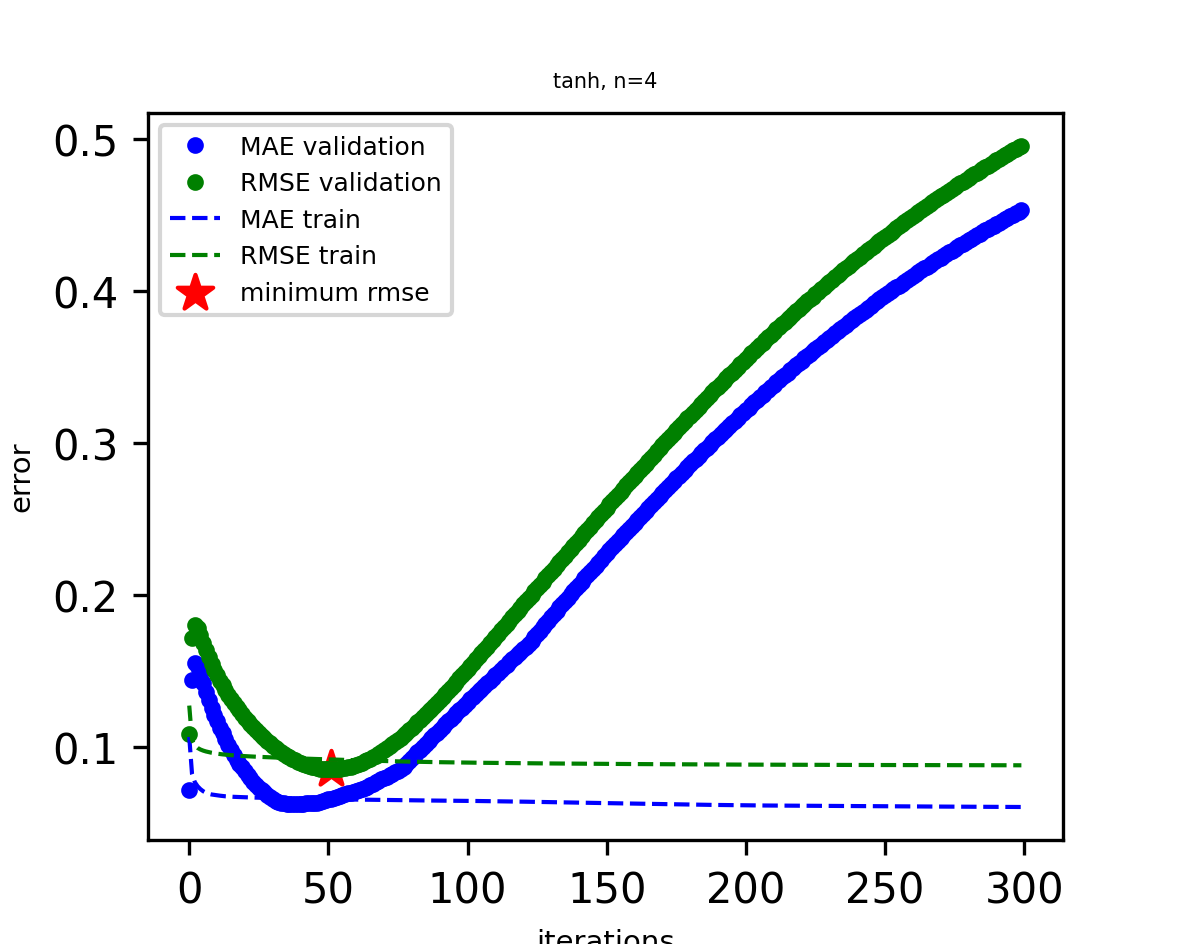 tanh, n=4
0.5
0.4
0.3
0.2
0.1
error
MAE validation
RMSE validation
MAE train
RMSE train
minimum rmse
0 50 100 150 200 250 300
iterations